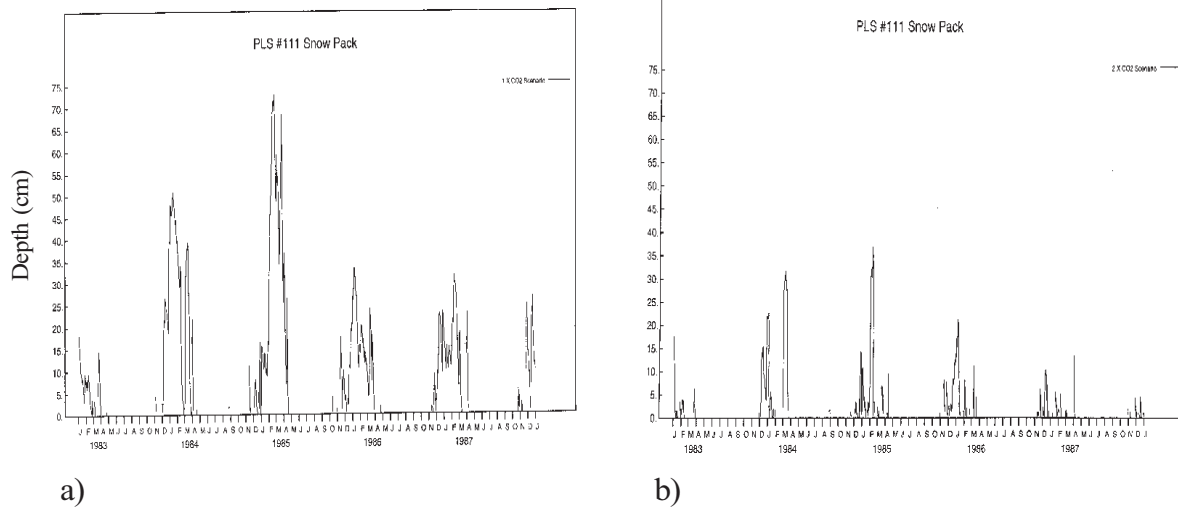 PLS #111 Snow Pack
1 X CO2 Scenario
75.
70.
65.
60.
55.
50.
45.
40.
35.
30.
25.
20.
15.
10.
5.
0.
Depth (cm)
J F M A M J J A S O N D J F M A M J J A S O N D J F M A M J J A S O N D J F M A M J J A S O N D J F M A M J J A S O N D J
1983 1984 1985 1986 1987
a)
PLS #111 Snow Pack
2 X CO2 Scenario
75.
70.
65.
60.
55.
50.
45.
40.
35.
30.
25.
20.
15.
10.
5.
0.
J F M A M J J A S O N D J F M A M J J A S O N D J F M A M J J A S O N D J F M A M J J A S O N D J F M A M J J A S O N D J
1983 1984 1985 1986 1987
b)